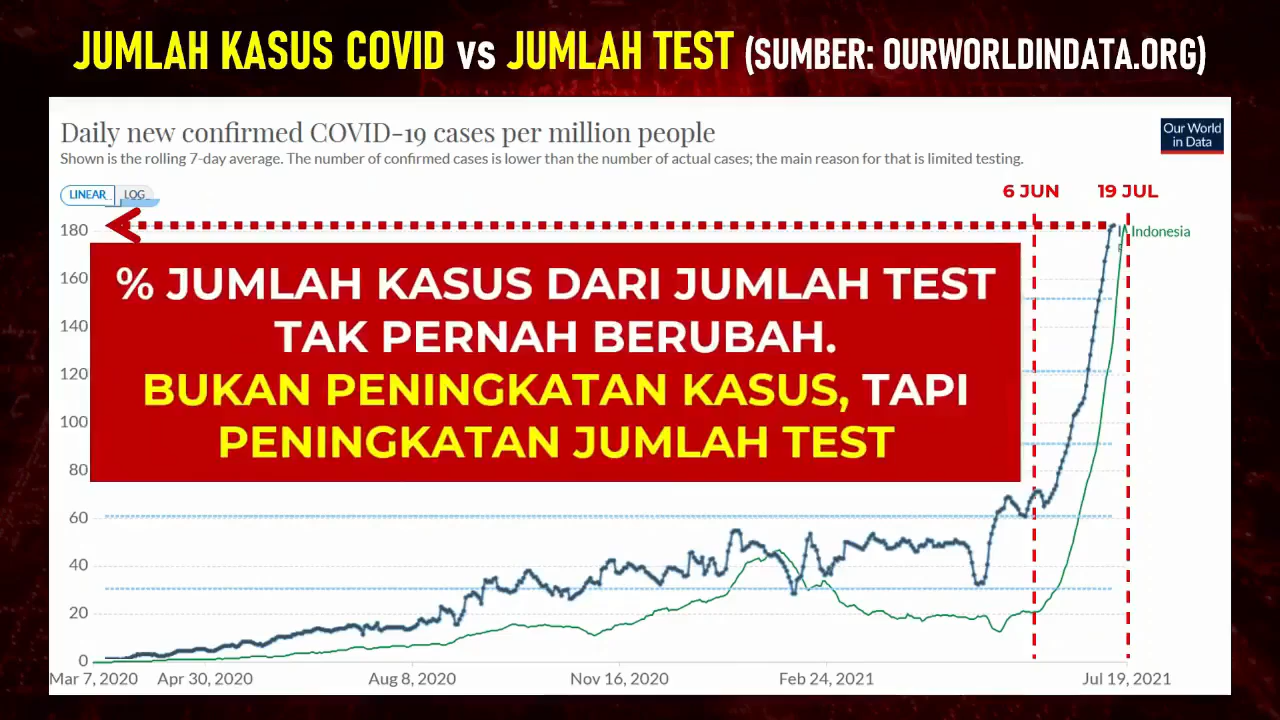 JUMLAH KASUS COVID vs JUMLAH TEST (SUMBER: OURWORLDINDATA.ORG)
Daily new confirmed COVID-19 cases per million people
Shown is the rolling 7-day average. The number of confirmed cases is lower than the number of actual cases; the main reason for that is limited testing.
Our World
in Data
LINEAR LOG
6 JUN 19 JUL
180
Indonesia
160
140
120
100
80
60
40
20
0
% JUMLAH KASUS DARI JUMLAH TEST
TAK PERNAH BERUBAH.
BUKAN PENINGKATAN KASUS, TAPI
PENINGKATAN JUMLAH TEST
Mar 7, 2020 Apr 30, 2020 Aug 8, 2020 Nov 16, 2020 Feb 24, 2021 Jul 19, 2021